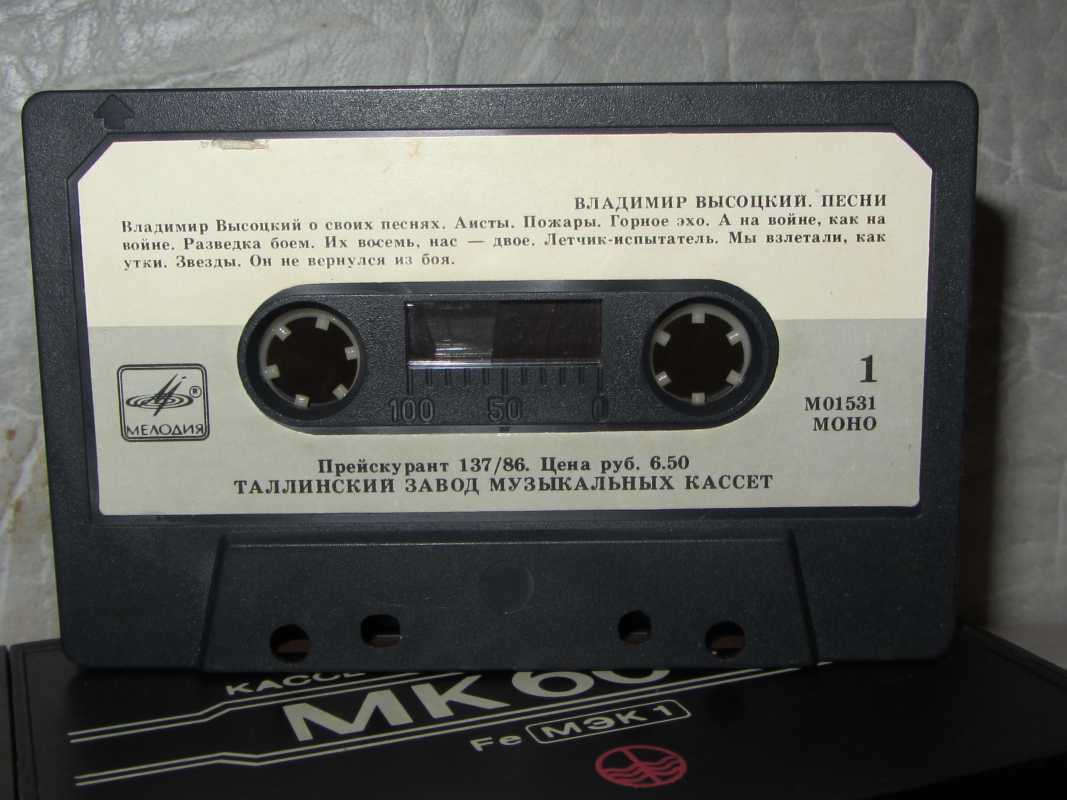 ВЛАДИМИР ВЫСОЦКИЙ. ПЕСНИ
Владимир Высоцкий о своих песнях. Аисты. Пожары. Горное эхо. А на войне, как на
войне. Разведка боем. Их восемь, нас — двое. Летчик-испытатель. Мы взлетали, как
утки. Звезды. Он не вернулся из боя.
1
М01531
МОНО
® МЕЛОДИЯ
100 50 0
Прейскурант 137/86. Цена руб. 6.50
ТАЛЛИНСКИЙ ЗАВОД МУЗЫКАЛЬНЫХ КАССЕТ
МК 60
Fe МЭК 1